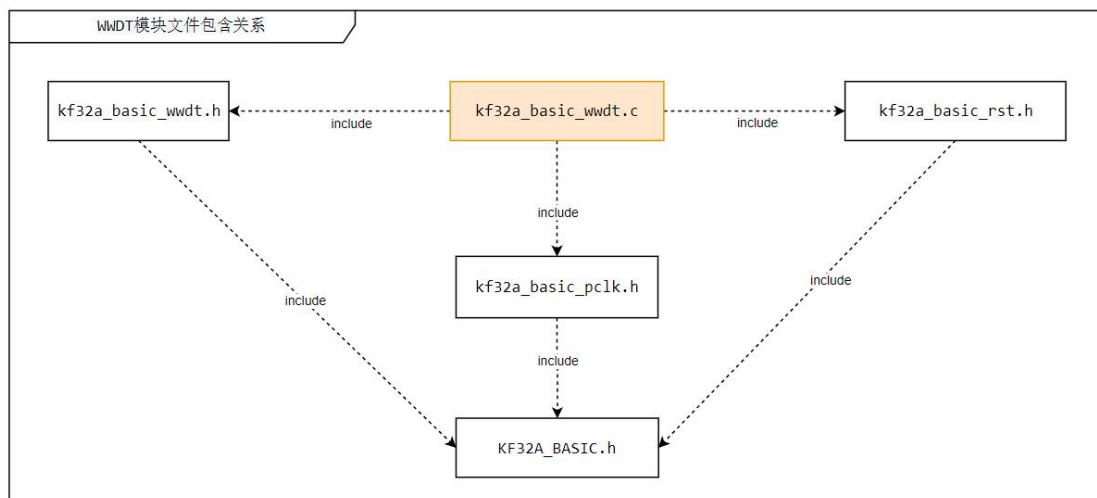 WWDT模块文件包含关系
kf32a_basic_wwdt.h
kf32a_basic_wwdt.c
kf32a_basic_rst.h
include
include
include
kf32a_basic_pclk.h
include
include
include
KF32A_BASIC.h